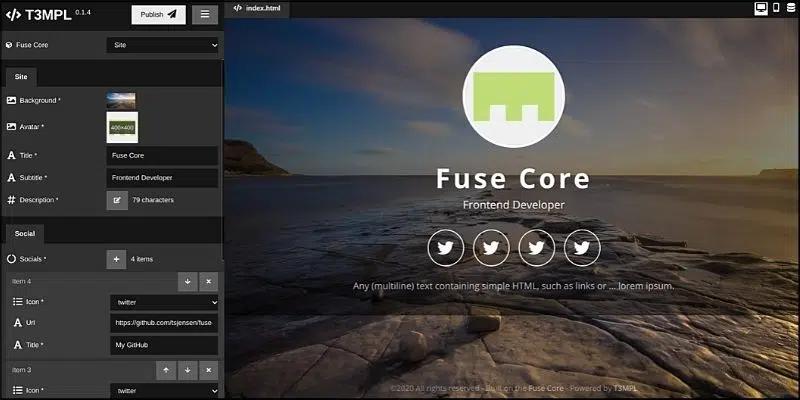 </> T3MPL 0.1.4
Publish
</> index.html
Fuse Core
Site
Site
Background *
Avatar *
400×400
Title *
Fuse Core
Subtitle *
Frontend Developer
Description *
79 characters
Social
Socials *
4 items
Item 4
Icon *
twitter
Url
https://github.com/tsjensen/fuse-
Title *
My GitHub
Item 3
Icon *
twitter
Fuse Core
Frontend Developer
Any (multiline) text containing simple HTML, such as links or ... lorem ipsum.
©2020 All rights reserved - Built on the Fuse Core - Powered by T3MPL